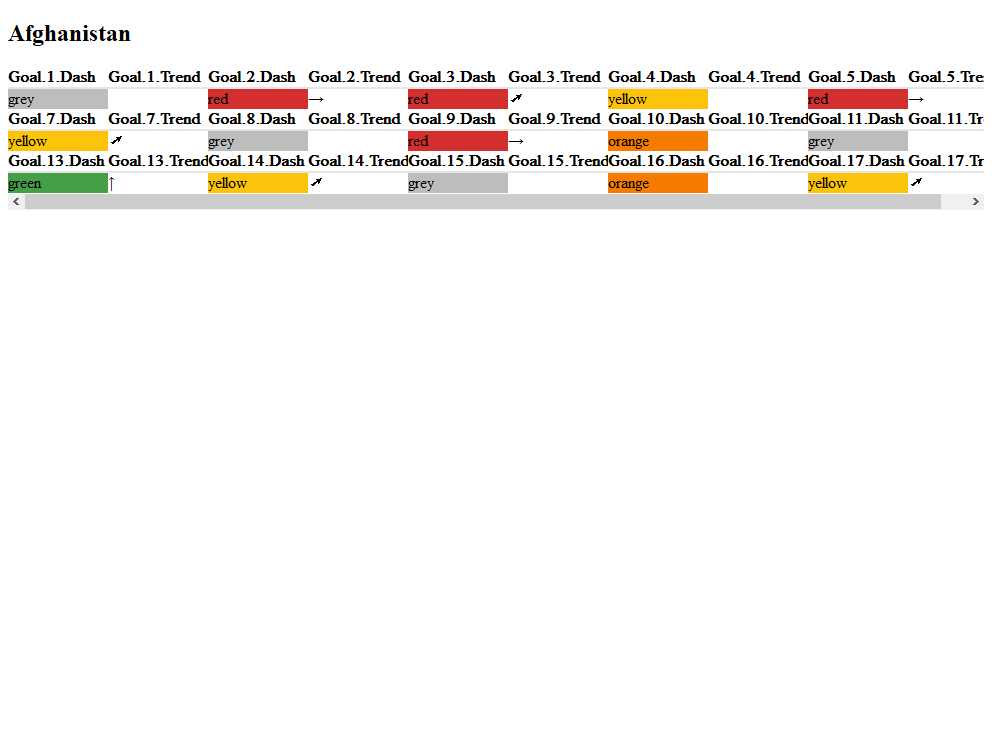 Afghanistan
Goal.1.Dash Goal.1.Trend Goal.2.Dash Goal.2.Trend Goal.3.Dash Goal.3.Trend Goal.4.Dash Goal.4.Trend Goal.5.Dash Goal.5.Tre
grey red → red ➚ yellow red →
Goal.7.Dash Goal.7.Trend Goal.8.Dash Goal.8.Trend Goal.9.Dash Goal.9.Trend Goal.10.Dash Goal.10.Trend Goal.11.Dash Goal.11.Tr
yellow ➚ grey red → orange grey
Goal.13.Dash Goal.13.Trend Goal.14.Dash Goal.14.Trend Goal.15.Dash Goal.15.Trend Goal.16.Dash Goal.16.Trend Goal.17.Dash Goal.17.Tr
green ↑ yellow ➚ grey orange yellow ➚